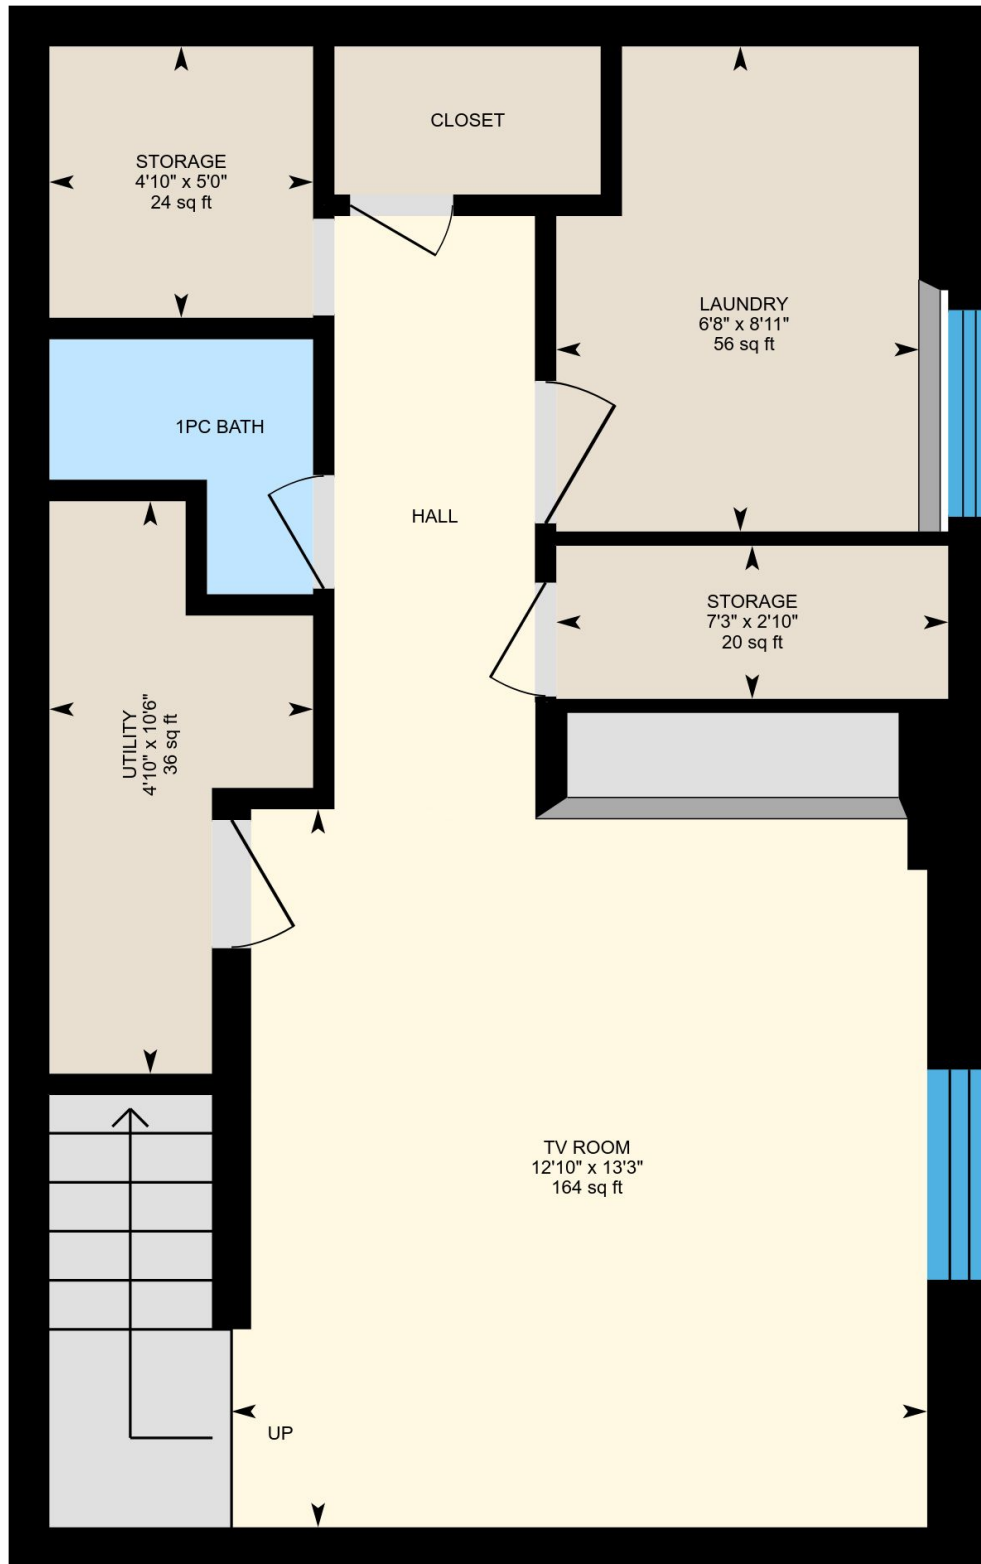 STORAGE
4'10" x 5'0"
24 sq ft
CLOSET
LAUNDRY
6'8" x 8'11"
56 sq ft
1PC BATH
HALL
STORAGE
7'3" x 2'10"
20 sq ft
UTILITY
4'10" x 10'6"
36 sq ft
TV ROOM
12'10" x 13'3"
164 sq ft
UP